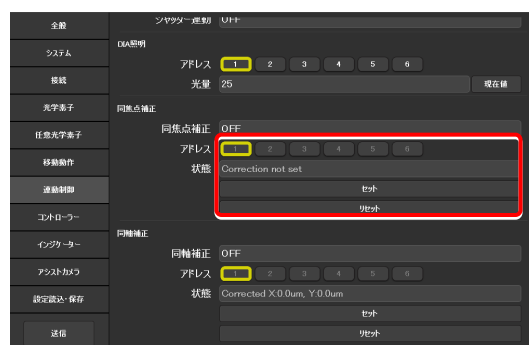 全般
システム
接続
光学素子
任意光学素子
移動動作
連動制御
コントローラー
インジケーター
アシストカメラ
設定読込・保存
送信
シャッター連動 OFF
DIA照明
アドレス 1 2 3 4 5 6
光量 25 現在値
同焦点補正
同焦点補正 OFF
アドレス 1 2 3 4 5 6
状態 Correction not set
セット
リセット
同軸補正
同軸補正 OFF
アドレス 1 2 3 4 5 6
状態 Corrected X:0.0um, Y:0.0um
セット
リセット